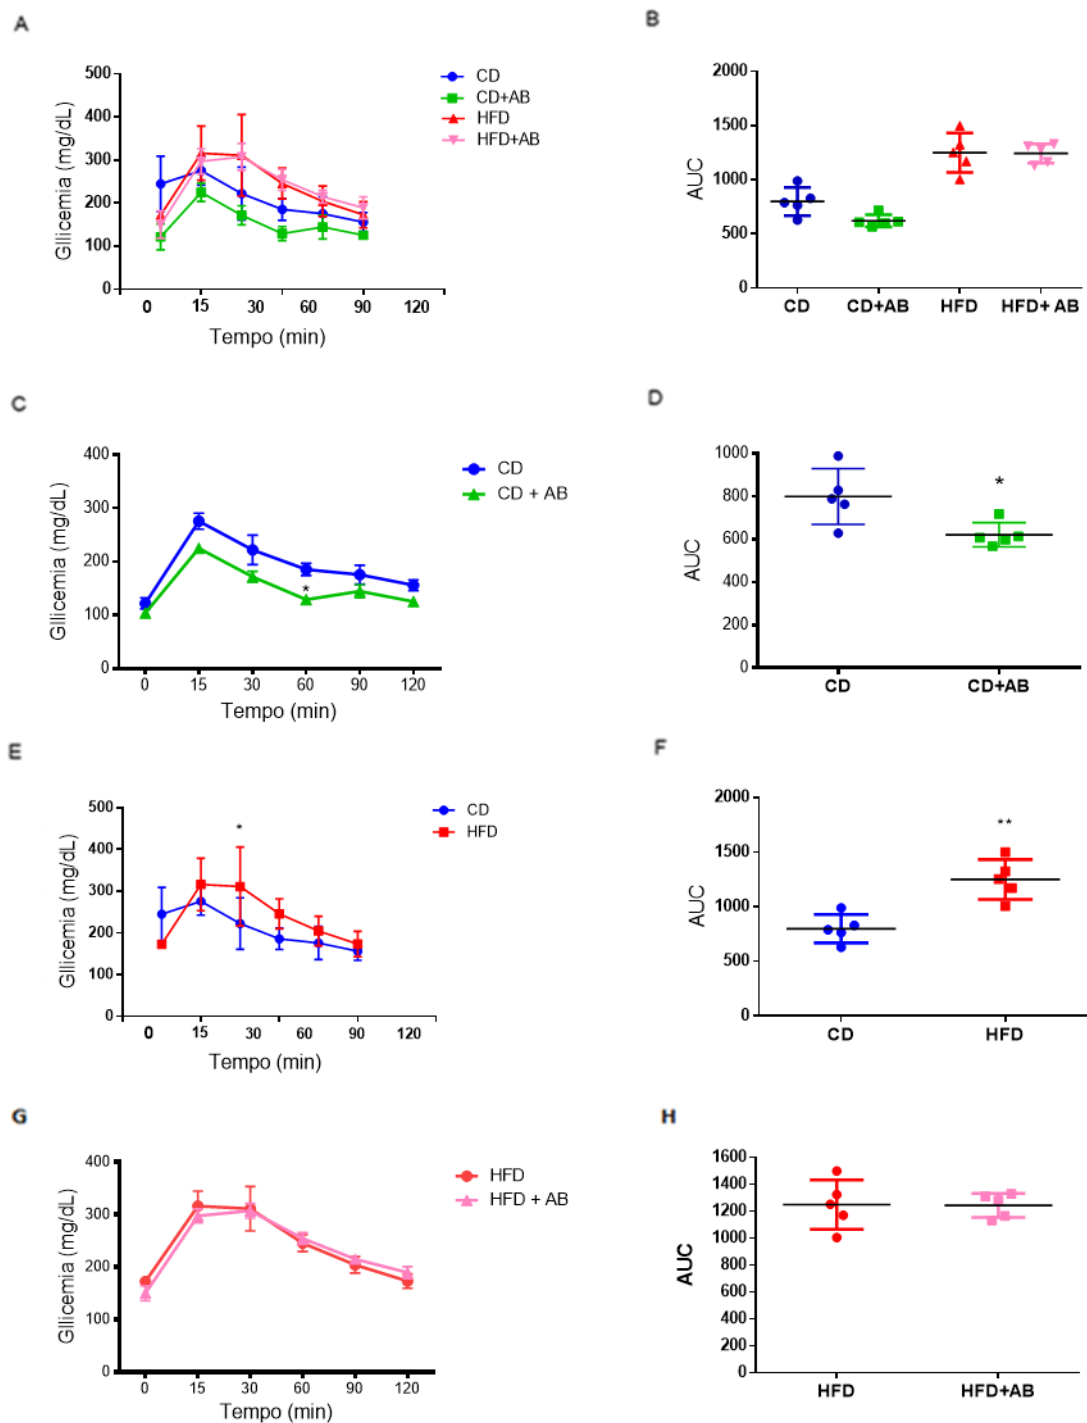 A
500
400
300
200
100
0
Gllicemia (mg/dL)
0 15 30 60 90 120
Tempo (min)
CD
CD+AB
HFD
HFD+AB
B
2000
1500
1000
500
0
AUC
CD CD+AB HFD HFD+ AB
C
400
300
200
100
0
Gllicemia (mg/dL)
*
0 15 30 60 90 120
Tempo (min)
CD
CD + AB
D
1000
800
600
400
200
0
AUC
*
CD CD+AB
E
500
400
300
200
100
0
Gllicemia (mg/dL)
*
0 15 30 60 90 120
Tempo (min)
CD
HFD
F
2000
1500
1000
500
0
AUC
**
CD HFD
G
400
300
200
100
0
Gllicemia (mg/dL)
0 15 30 60 90 120
Tempo (min)
HFD
HFD + AB
H
1600
1400
1200
1000
800
600
400
200
0
AUC
HFD HFD+AB